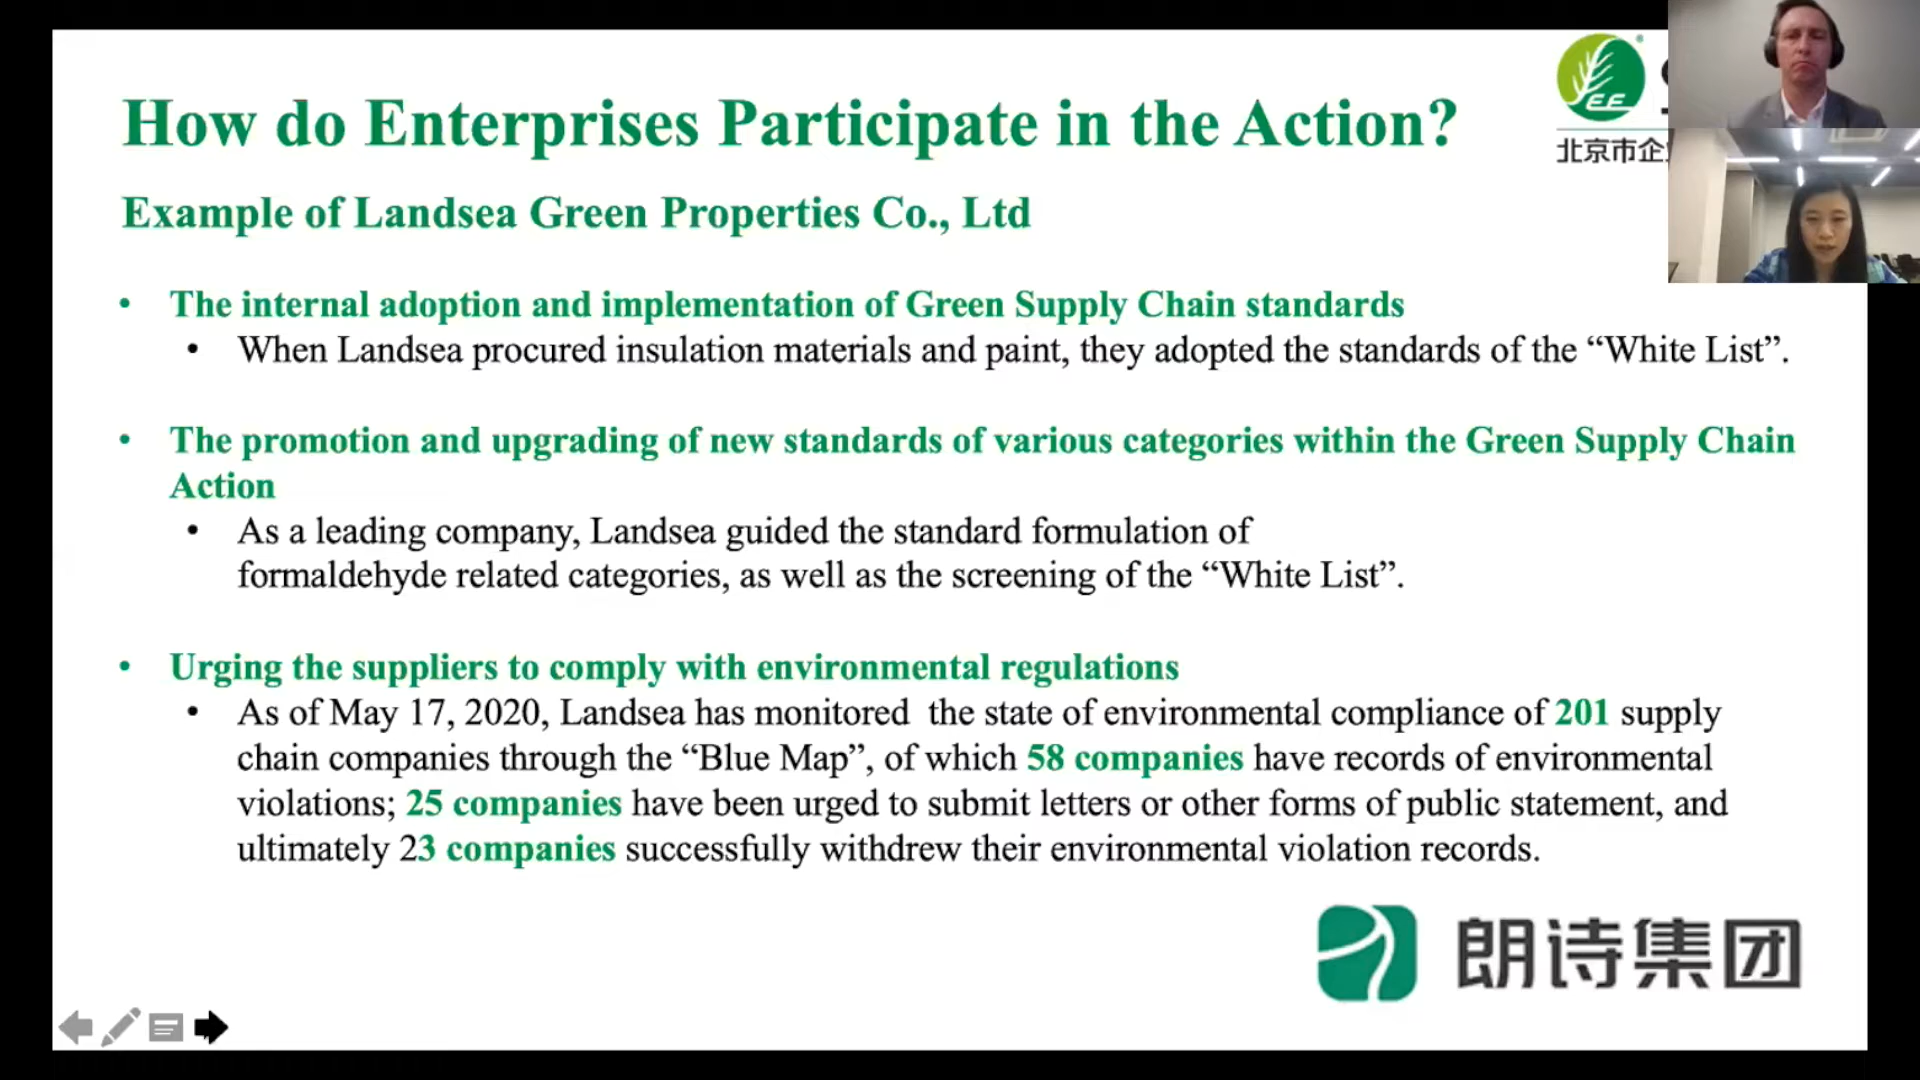 How do Enterprises Participate in the Action?
EE
北京市企
Example of Landsea Green Properties Co., Ltd
• The internal adoption and implementation of Green Supply Chain standards
• When Landsea procured insulation materials and paint, they adopted the standards of the “White List”.
• The promotion and upgrading of new standards of various categories within the Green Supply Chain
Action
• As a leading company, Landsea guided the standard formulation of
formaldehyde related categories, as well as the screening of the “White List”.
• Urging the suppliers to comply with environmental regulations
• As of May 17, 2020, Landsea has monitored the state of environmental compliance of 201 supply
chain companies through the “Blue Map”, of which 58 companies have records of environmental
violations; 25 companies have been urged to submit letters or other forms of public statement, and
ultimately 23 companies successfully withdrew their environmental violation records.
朗诗集团